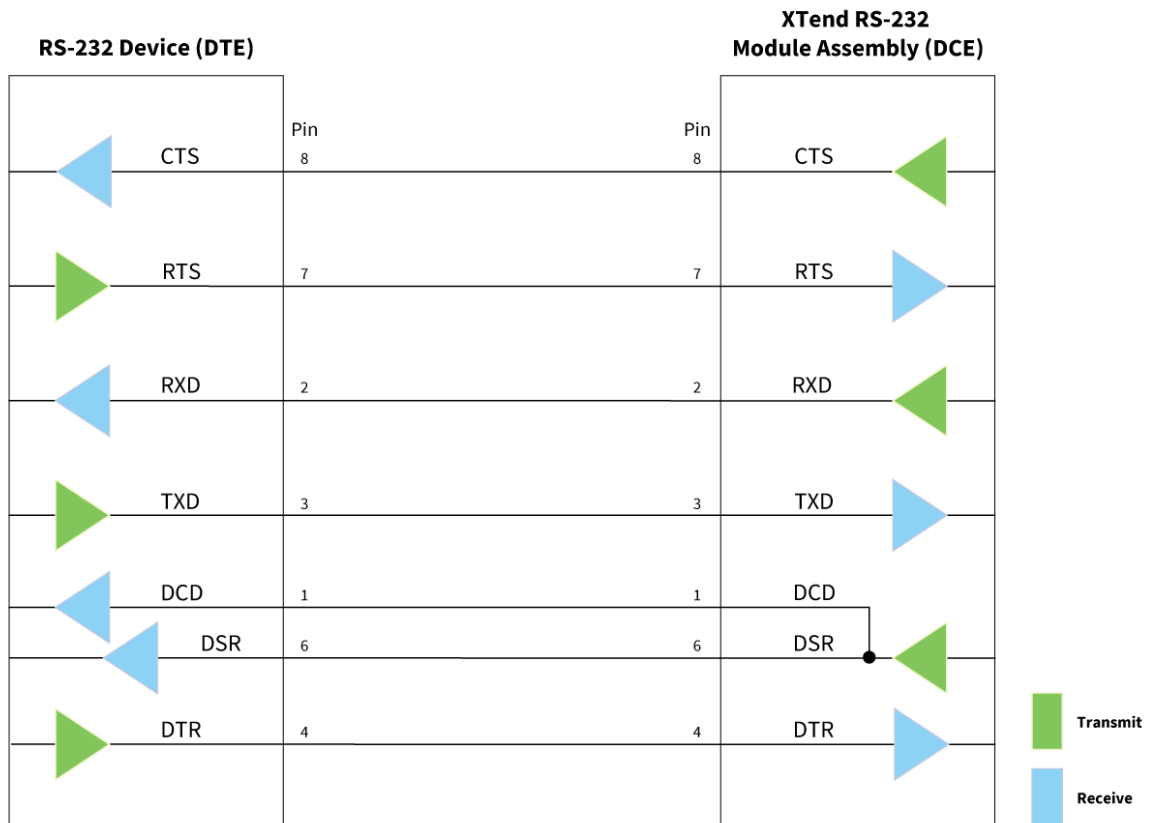 XTend RS-232
RS-232 Device (DTE) Module Assembly (DCE)
Pin Pin
CTS 8 8 CTS
RTS 7 7 RTS
RXD 2 2 RXD
TXD 3 3 TXD
DCD 1 1 DCD
DSR 6 6 DSR
DTR 4 4 DTR
Transmit
Receive